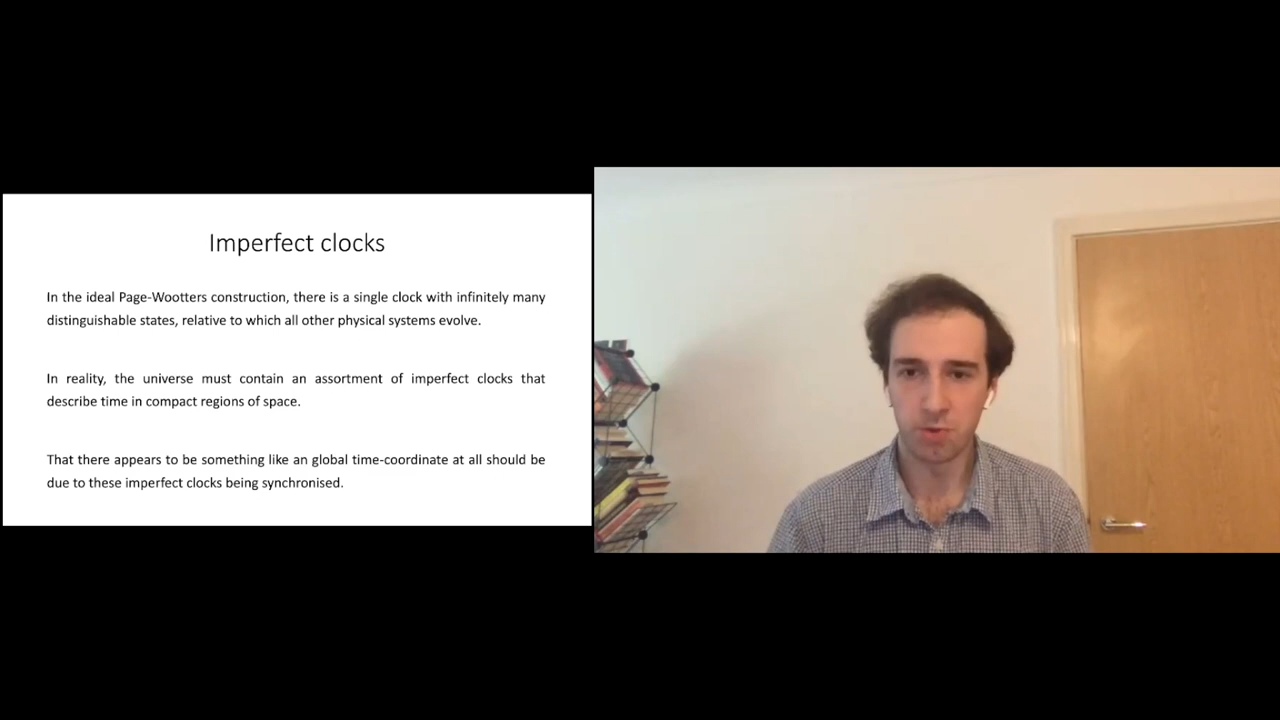 Imperfect clocks
In the ideal Page-Wootters construction, there is a single clock with infinitely many
distinguishable states, relative to which all other physical systems evolve.
In reality, the universe must contain an assortment of imperfect clocks that
describe time in compact regions of space.
That there appears to be something like an global time-coordinate at all should be
due to these imperfect clocks being synchronised.